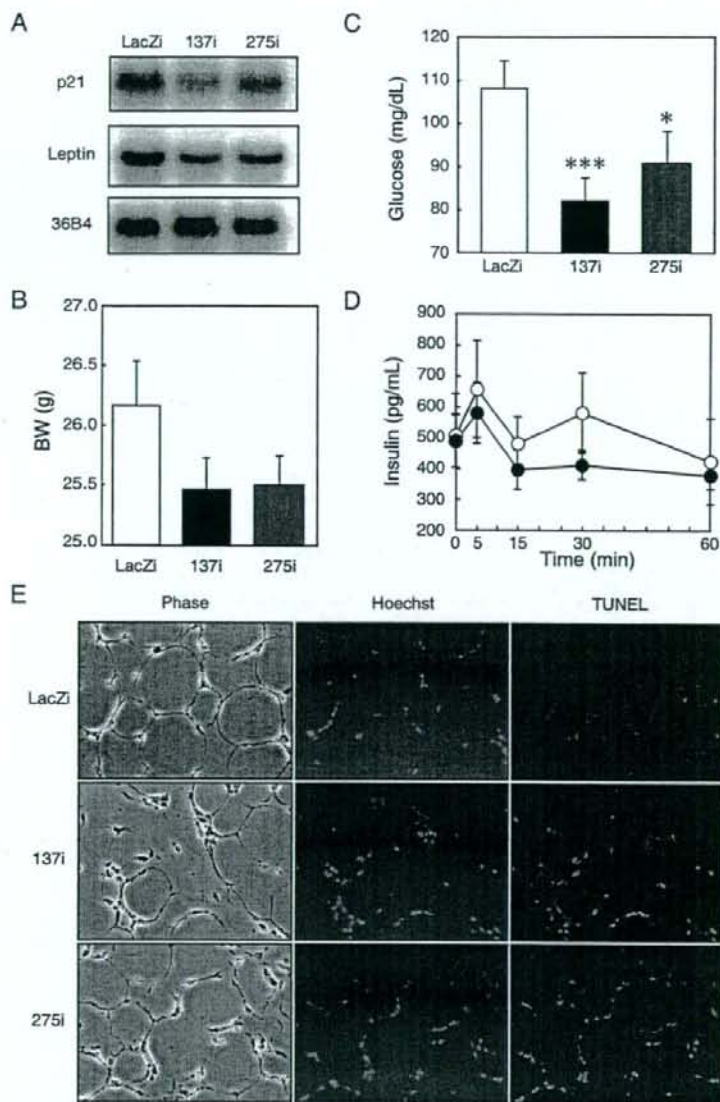 A
LacZi 137i 275i
p21
Leptin
36B4
B
BW (g)
26.5
26.0
25.5
25.0
LacZi 137i 275i
C
Glucose (mg/dL)
120
110
100
90
80
70
***
*
LacZi 137i 275i
D
Insulin (pg/mL)
900
800
700
600
500
400
300
200
0 5 15 30 60
Time (min)
E
Phase Hoechst TUNEL
LacZi
137i
275i